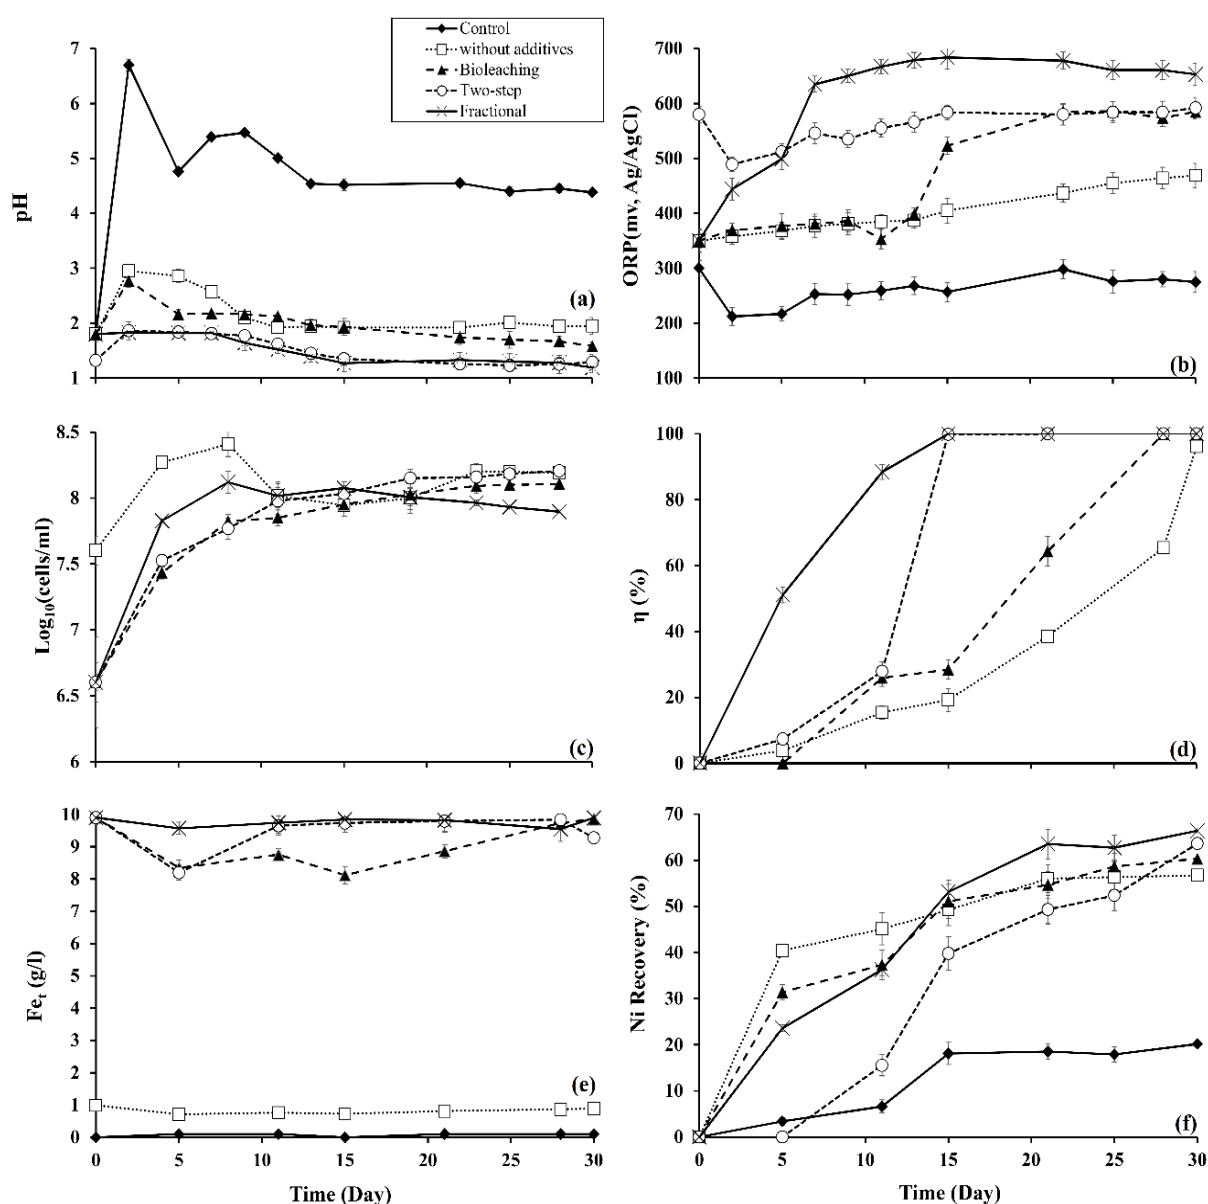 Control
without additives
Bioleaching
Two-step
Fractional
7
6
5
4
3
2
1
pH
(a)
700
600
500
400
300
200
100
ORP(mv, Ag/AgCl)
(b)
8.5
8
7.5
7
6.5
6
Log10(cells/ml)
(c)
100
80
60
40
20
0
η (%)
(d)
10
9
8
7
6
5
4
3
2
1
0
Fet (g/l)
(e)
0 5 10 15 20 25 30
Time (Day)
70
60
50
40
30
20
10
0
Ni Recovery (%)
(f)
0 5 10 15 20 25 30
Time (Day)